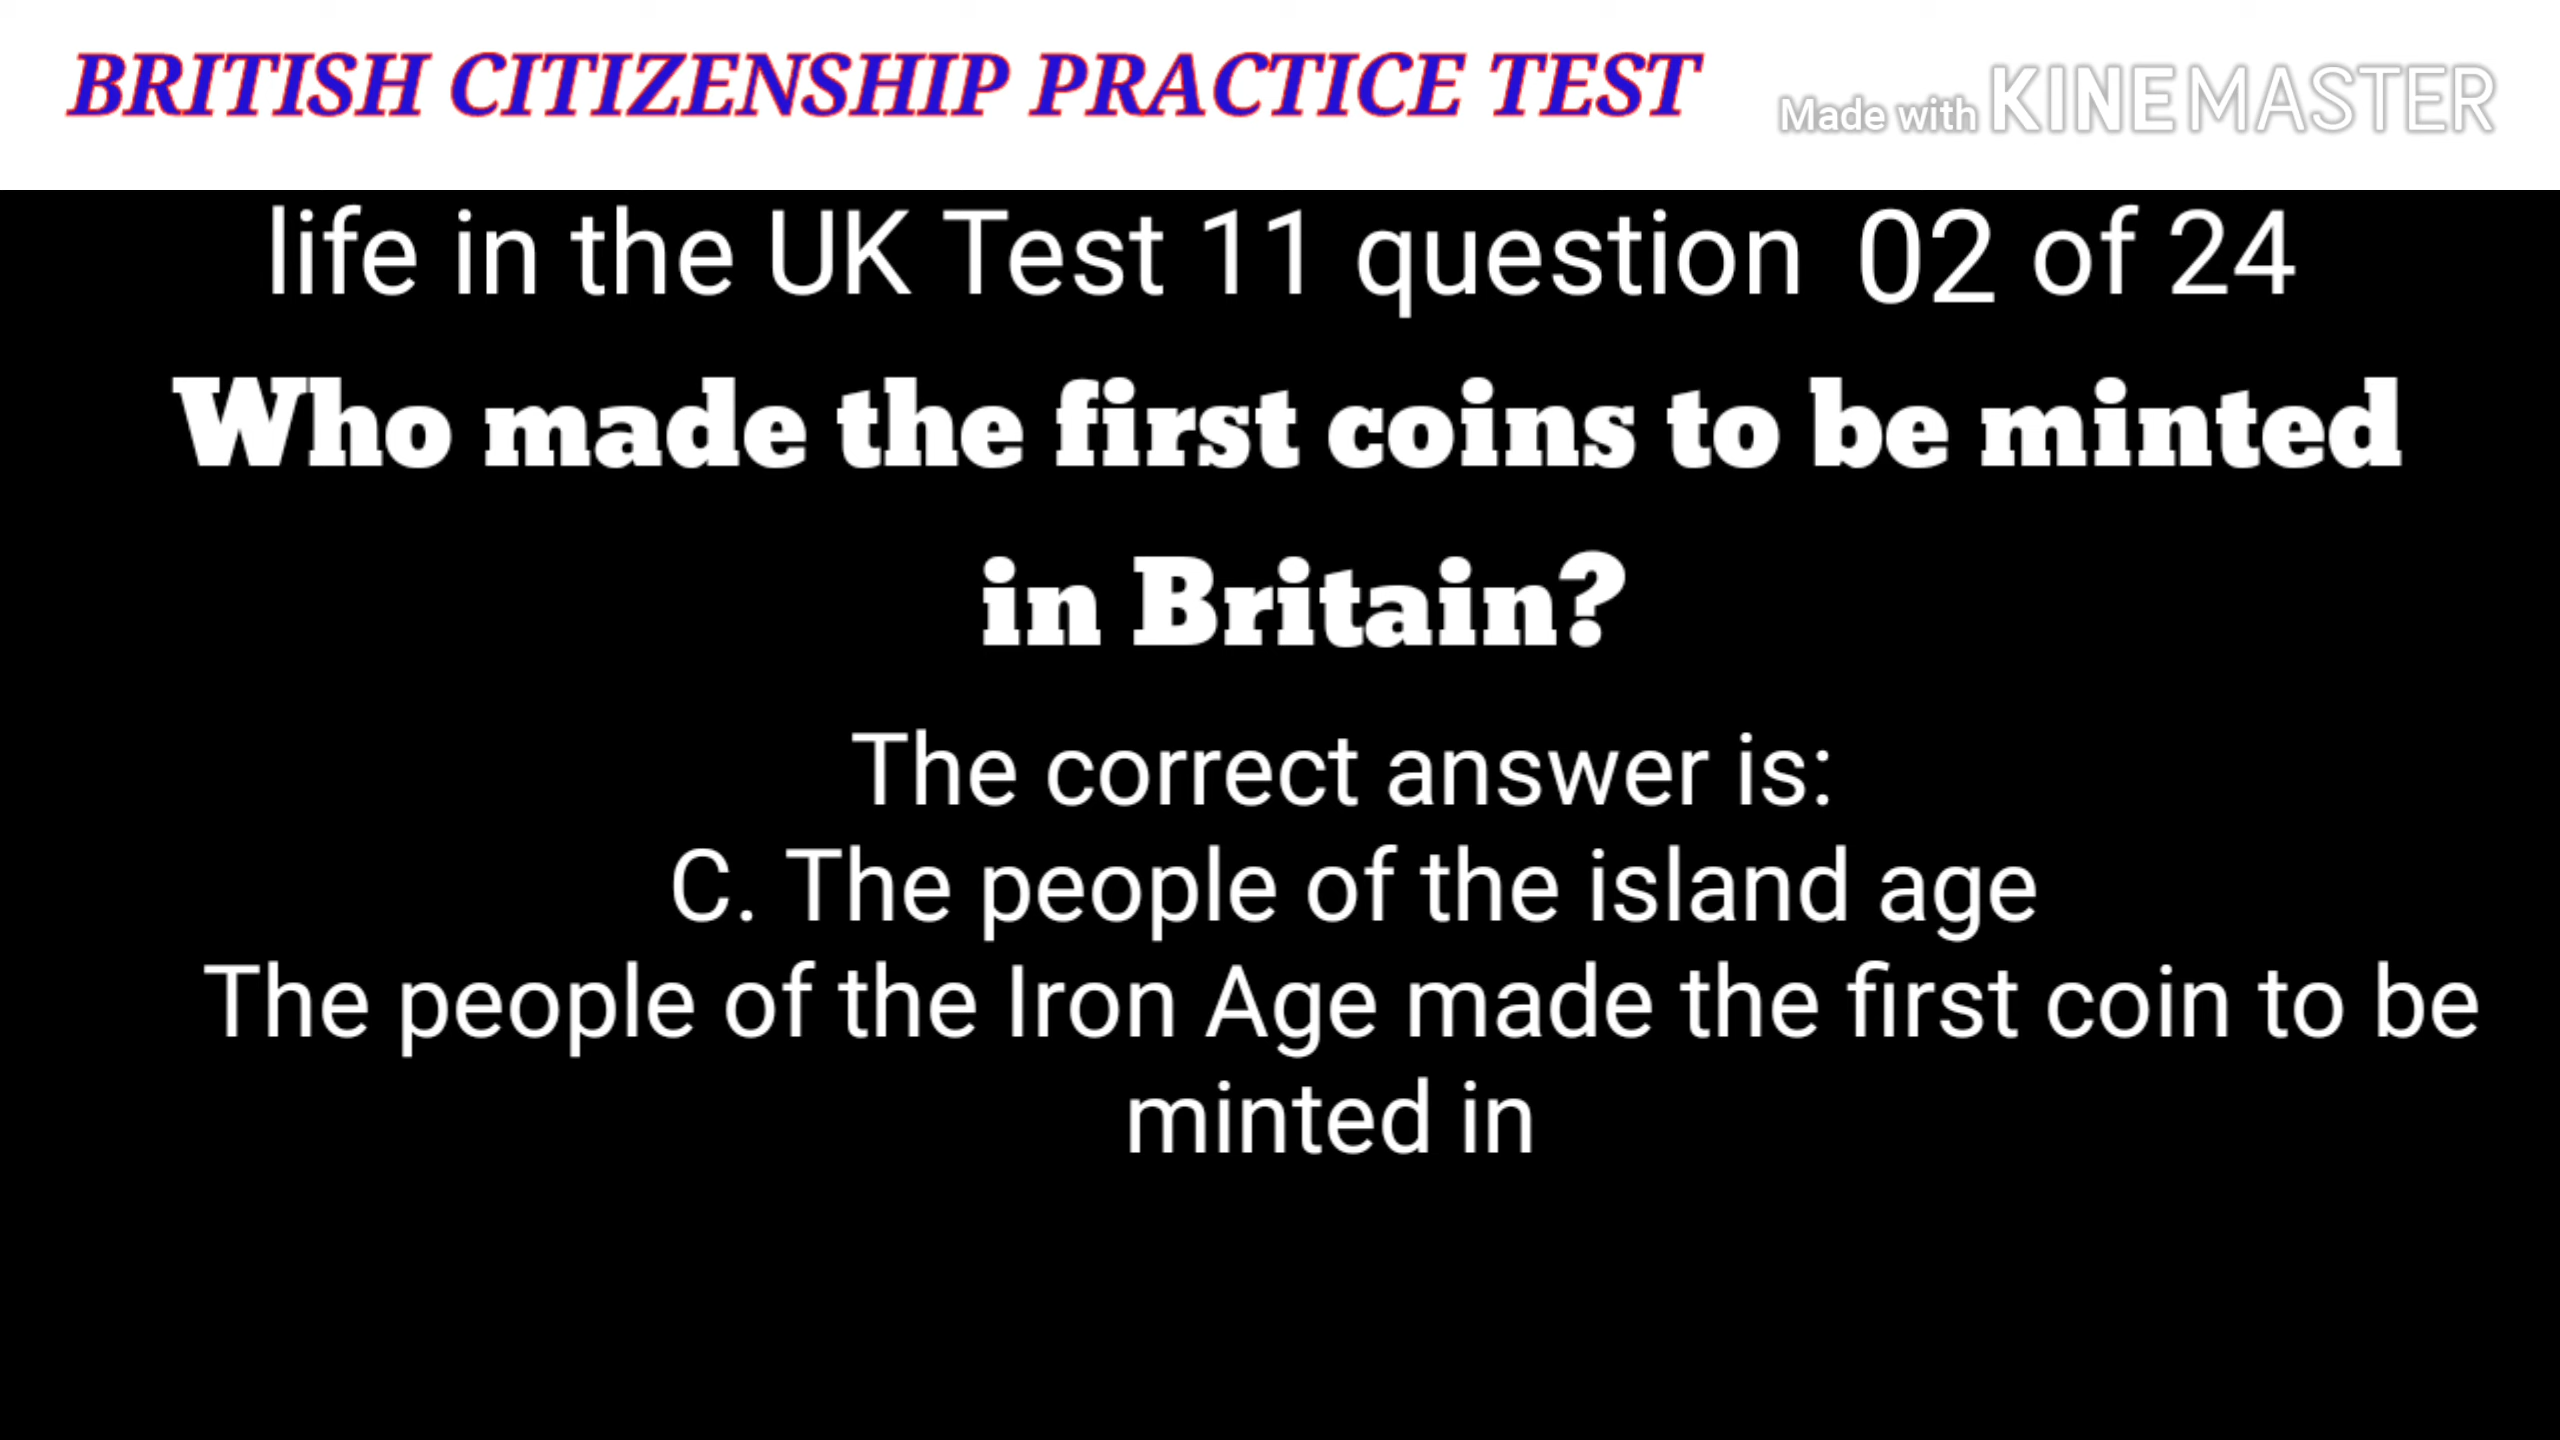 BRITISH CITIZENSHIP PRACTICE TEST
Made with KINEMASTER
life in the UK Test 11 question 02 of 24
Who made the first coins to be minted
in Britain?
The correct answer is:
C. The people of the island age
The people of the Iron Age made the first coin to be
minted in